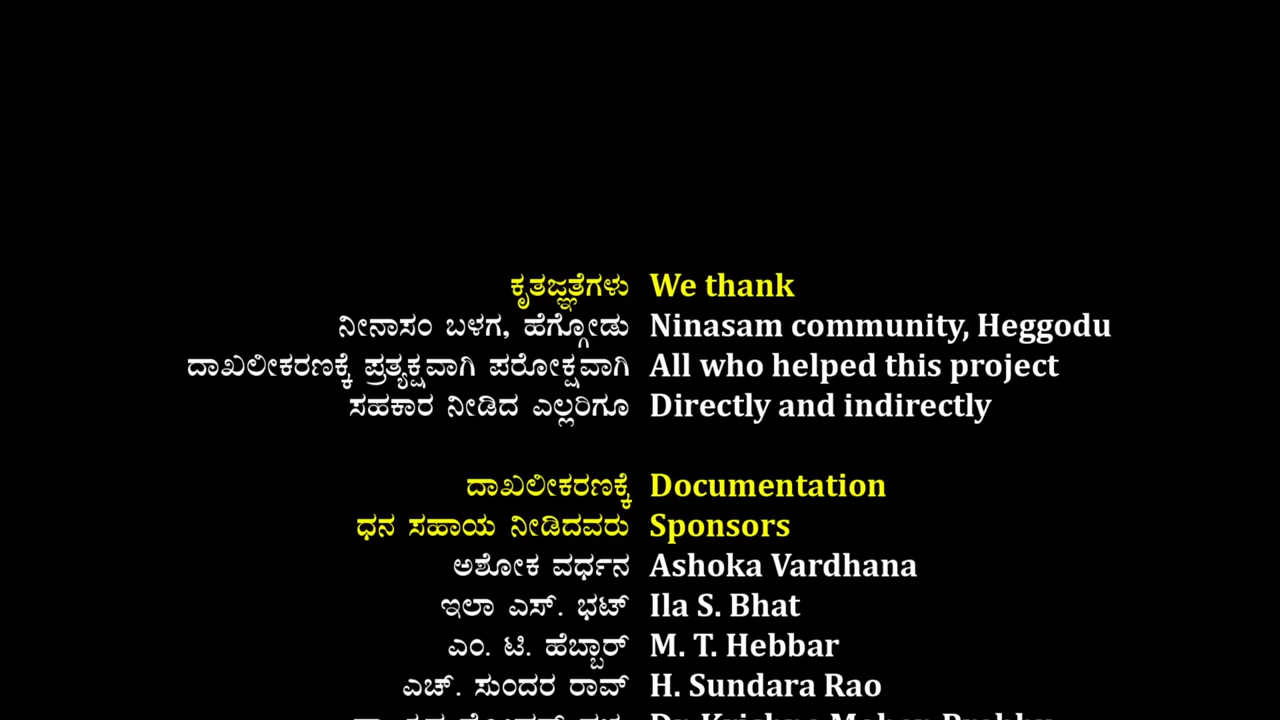 ಕೃತಜ್ಞತೆಗಳು We thank
ನೀನಾಸಂ ಬಳಗ, ಹೆಗ್ಗೋಡು Ninasam community, Heggodu
ದಾಖಲೀಕರಣಕ್ಕೆ ಪ್ರತ್ಯಕ್ಷವಾಗಿ ಪರೋಕ್ಷವಾಗಿ All who helped this project
ಸಹಕಾರ ನೀಡಿದ ಎಲ್ಲರಿಗೂ Directly and indirectly
ದಾಖಲೀಕರಣಕ್ಕೆ Documentation
ಧನ ಸಹಾಯ ನೀಡಿದವರು Sponsors
ಅಶೋಕ ವರ್ಧನ Ashoka Vardhana
ಇಲಾ ಎಸ್. ಭಟ್ Ila S. Bhat
ಎಂ. ಟಿ. ಹೆಬ್ಬಾರ್ M. T. Hebbar
ಎಚ್. ಸುಂದರ ರಾವ್ H. Sundara Rao